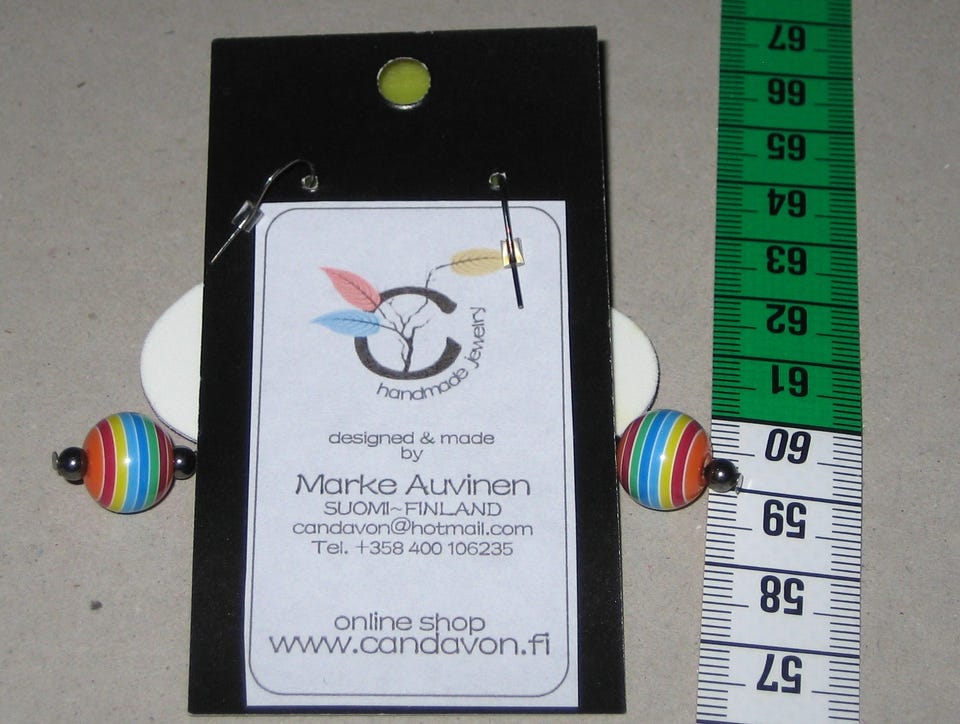 handmade jewelry
designed & made
by
Marke Auvinen
SUOMI~FINLAND
candavon@hotmail.com
Tel. +358 400 106235
online shop
www.candavon.fi
67
66
65
64
63
62
61
60
59
58
57